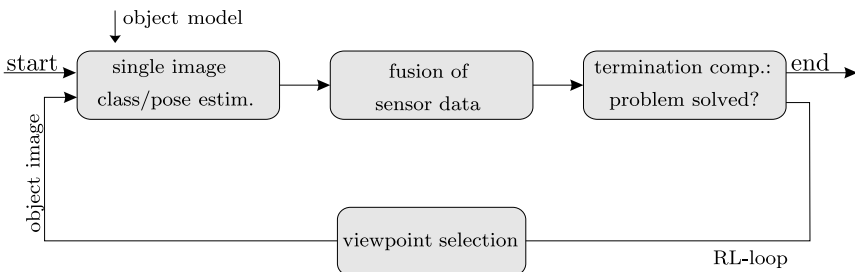 object model
start
single image
class/pose estim.
fusion of
sensor data
termination comp.:
problem solved?
end
object image
viewpoint selection
RL-loop